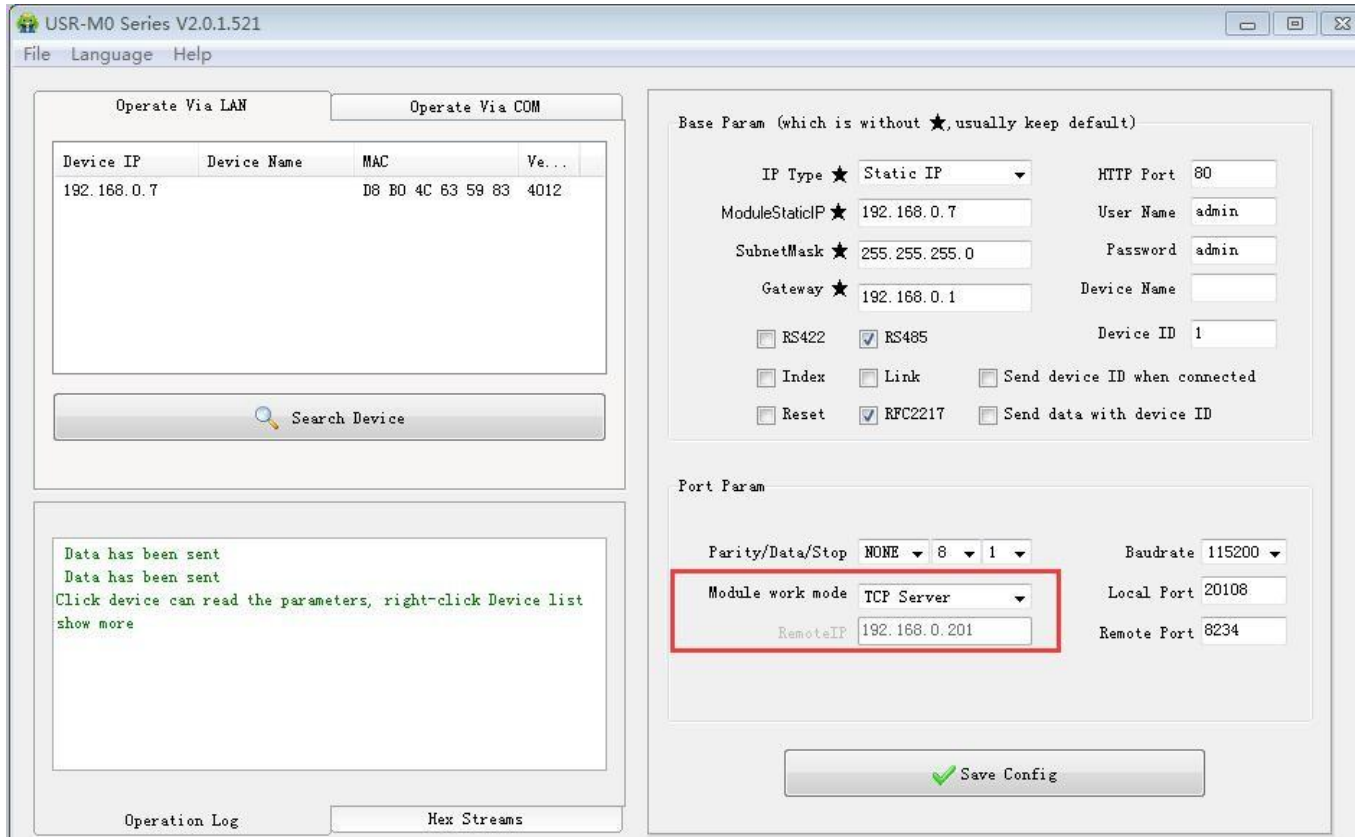 USR-M0 Series V2.0.1.521
File Language Help
Operate Via LAN Operate Via COM
Device IP Device Name MAC Ve...
192.168.0.7 D8 B0 4C 63 59 83 4012
Search Device
Data has been sent
Data has been sent
Click device can read the parameters, right-click Device list
show more
Operation Log Hex Streams
Base Param (which is without ★,usually keep default)
IP Type ★ Static IP HTTP Port 80
ModuleStaticIP ★ 192.168.0.7 User Name admin
SubnetMask ★ 255.255.255.0 Password admin
Gateway ★ 192.168.0.1 Device Name
RS422 RS485 Device ID 1
Index Link Send device ID when connected
Reset RFC2217 Send data with device ID
Port Param
Parity/Data/Stop NONE 8 1 Baudrate 115200
Module work mode TCP Server Local Port 20108
RemoteIP 192.168.0.201 Remote Port 8234
Save Config